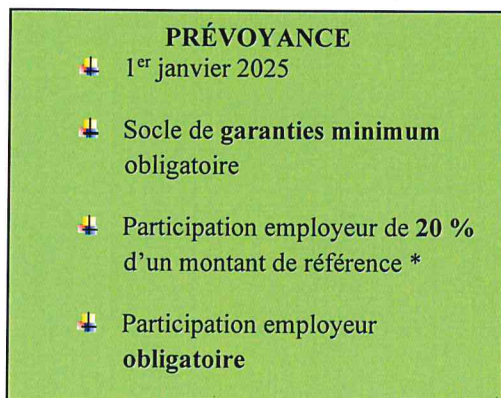 PRÉVOYANCE
1er janvier 2025
Socle de garanties minimum
obligatoire
Participation employeur de 20 %
d'un montant de référence *
Participation employeur
obligatoire